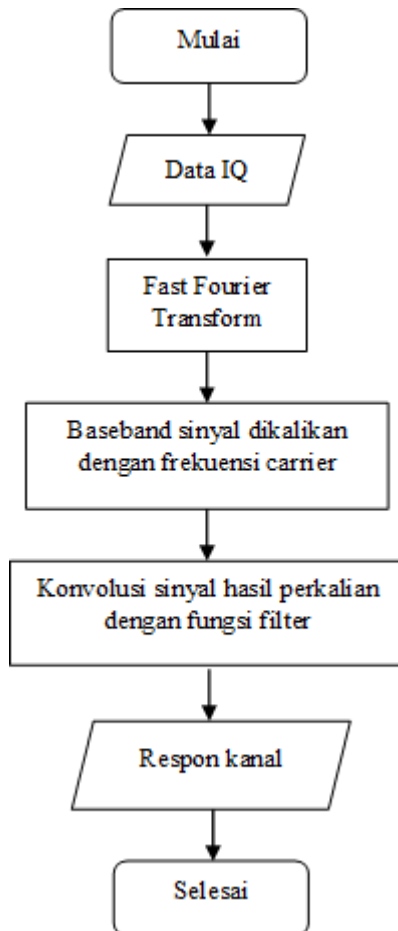 Mulai
Data IQ
Fast Fourier
Transform
Baseband sinyal dikalikan
dengan frekuensi carrier
Konvolusi sinyal hasil perkalian
dengan fungsi filter
Respon kanal
Selesai